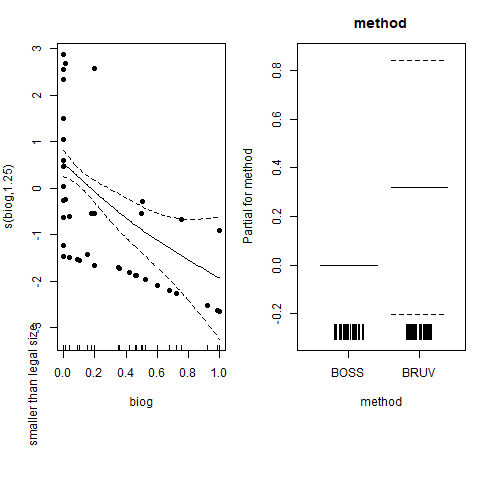 method
3
2
1
0
-1
-2
-3
s(biog,1.25)
smaller than legal size
0.0 0.2 0.4 0.6 0.8 1.0
biog
0.8
0.6
0.4
0.2
0.0
-0.2
Partial for method
BOSS BRUV
method